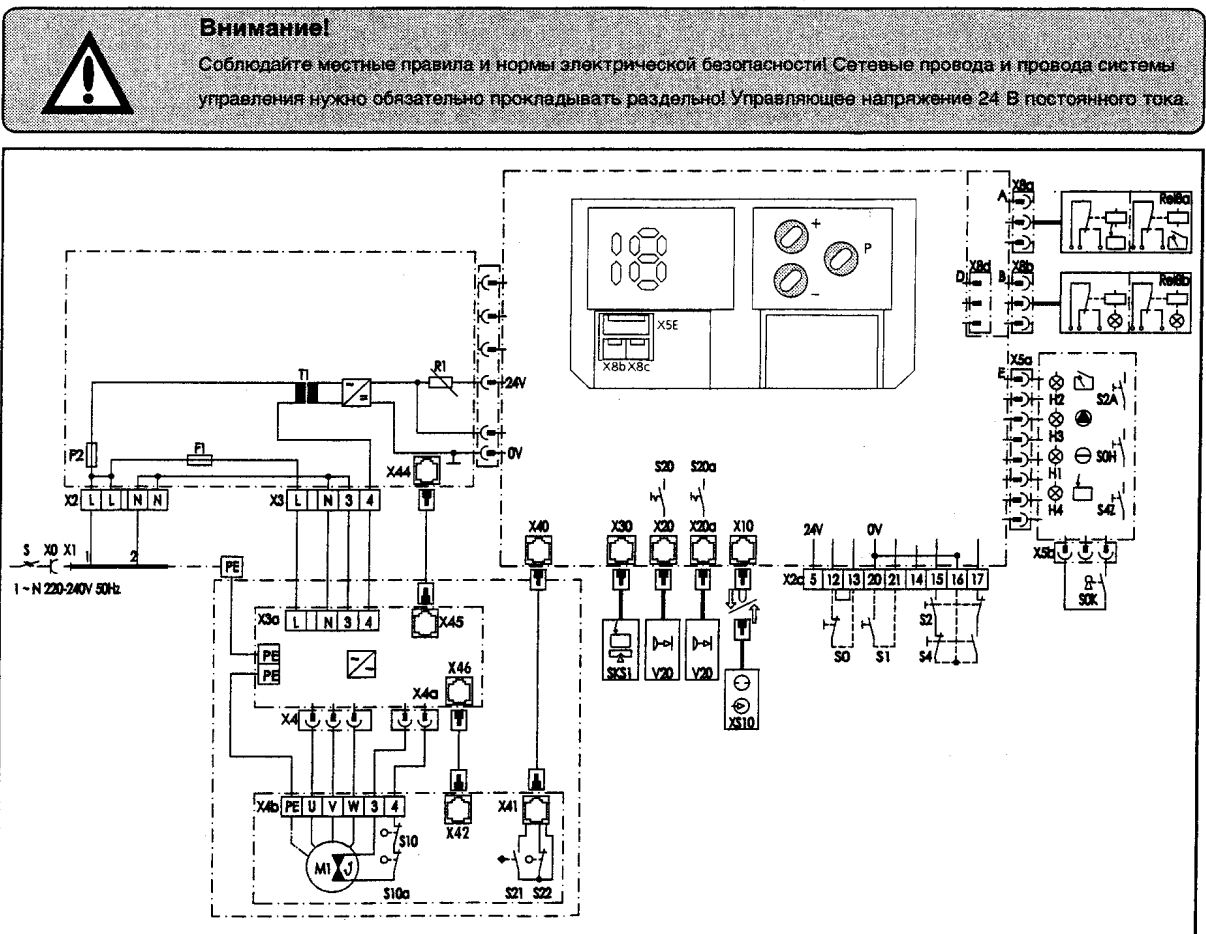 Внимание!
Соблюдайте местные правила и нормы электрической безопасности! Сетевые провода и провода системы
управления нужно обязательно прокладывать раздельно! Управляющее напряжение 24 В постоянного тока.
A X8a Rel8a
D X8d B X8b Rel8b
+ P −
X5E
X8b X8c
X5a
E
H2 S2A
H3
H1 S0H
H4 S4Z
X5b
S0K
T1 R1
24V
0V
F2 F1
X44
X2 L L N N X3 L N 3 4
S X0 X1 1 2
1 ~ N 220-240V 50Hz
PE
S20 S20a
X40 X30 X20 X20a X10 24V 0V
X2c 5 12 13 20 21 14 15 16 17
S0 S1 S2 S4
SKS1 V20 V20 XS10
X3a L N 3 4 X45
PE
PE
X46
X4 X4a
X4b PE U V W 3 4 X42 X41
S10
M1
S10a S21 S22